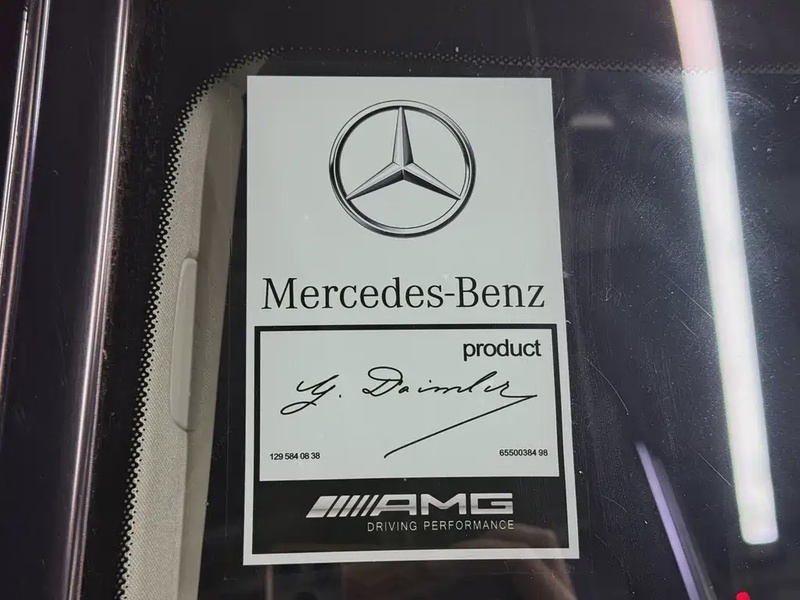 Mercedes-Benz
product
G. Daimler
129 584 08 38
65500384 98
AMG
DRIVING PERFORMANCE